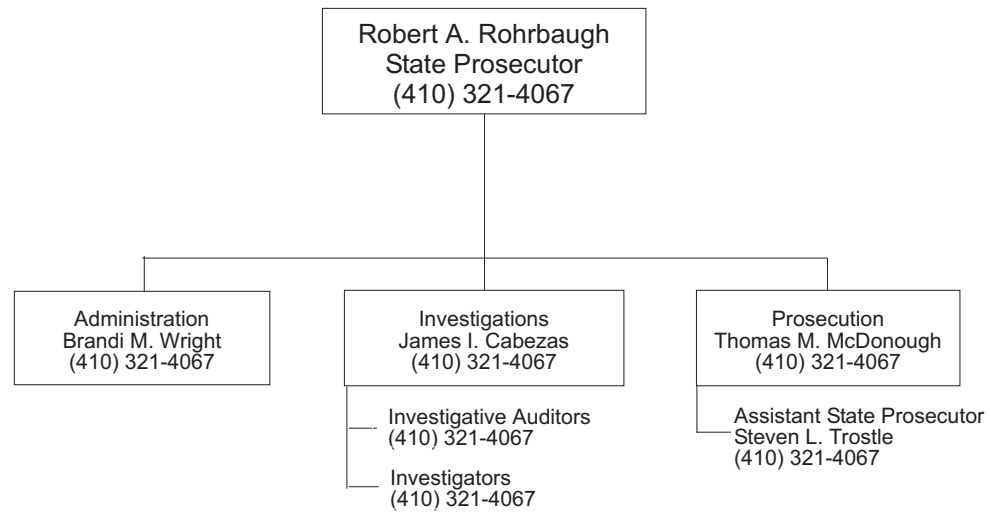 Robert A. Rohrbaugh
State Prosecutor
(410) 321-4067
Administration
Brandi M. Wright
(410) 321-4067
Investigations
James I. Cabezas
(410) 321-4067
Investigative Auditors
(410) 321-4067
Investigators
(410) 321-4067
Prosecution
Thomas M. McDonough
(410) 321-4067
Assistant State Prosecutor
Steven L. Trostle
(410) 321-4067